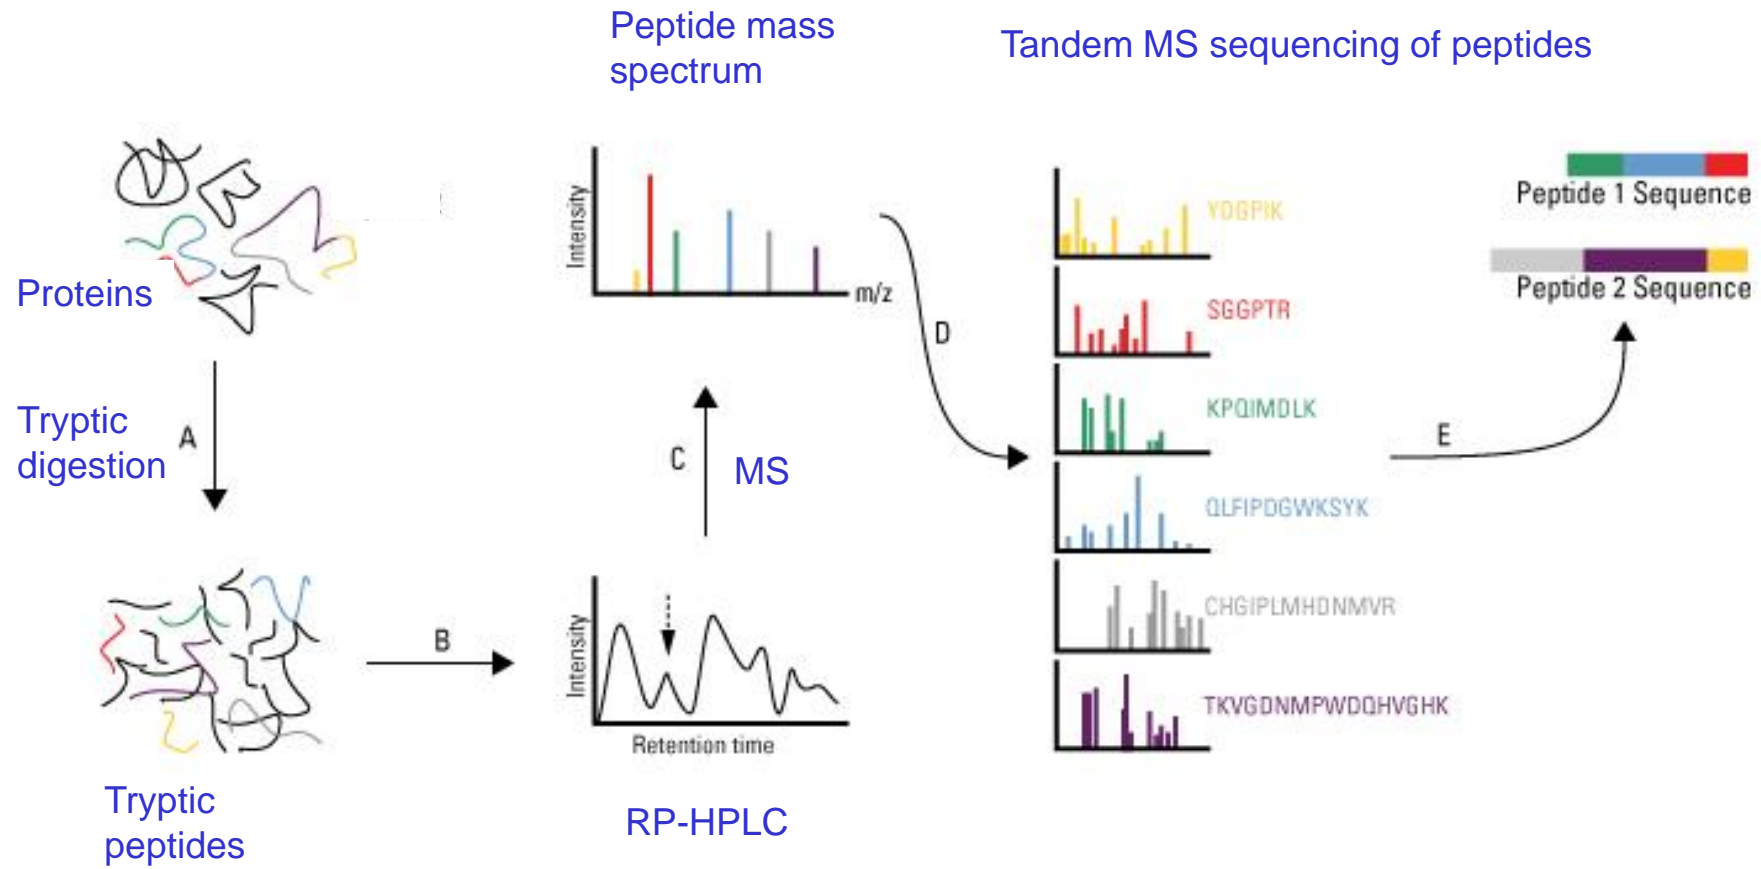 Peptide mass
spectrum
Tandem MS sequencing of peptides
Proteins
Intensity
m/z
D
YDGPIK
SGGPTR
KPQIMDLK
QLFIPDGWKSYK
CHGIPLMHDNMVR
TKVGDNMPWDQHVGHK
Peptide 1 Sequence
Peptide 2 Sequence
E
Tryptic
digestion
A
C
MS
B
Intensity
Retention time
Tryptic
peptides
RP-HPLC